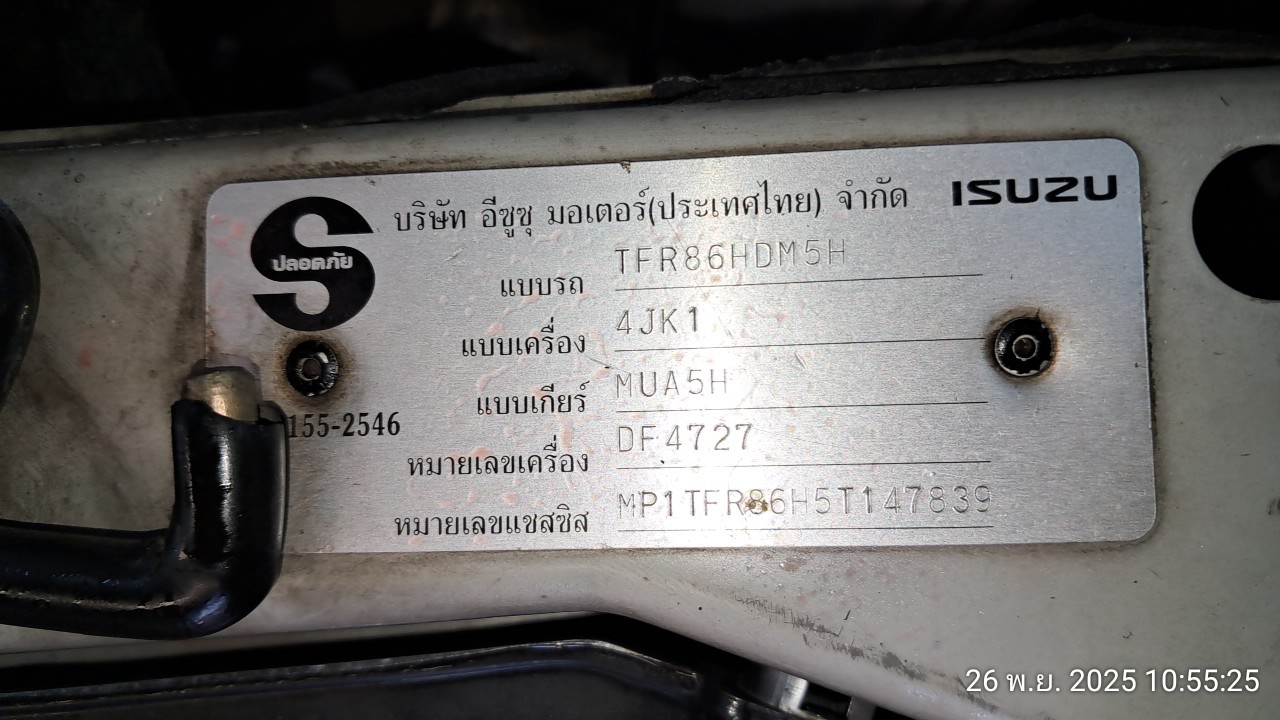 บริษัท อีซูซุ มอเตอร์(ประเทศไทย) จำกัด ISUZU
ปลอดภัย
แบบรถ TFR86HDM5H
แบบเครื่อง 4JK1
แบบเกียร์ MUA5H
155-2546
หมายเลขเครื่อง DF4727
หมายเลขแชสซิส MP1TFR86H5T147839
26 พ.ย. 2025 10:55:25